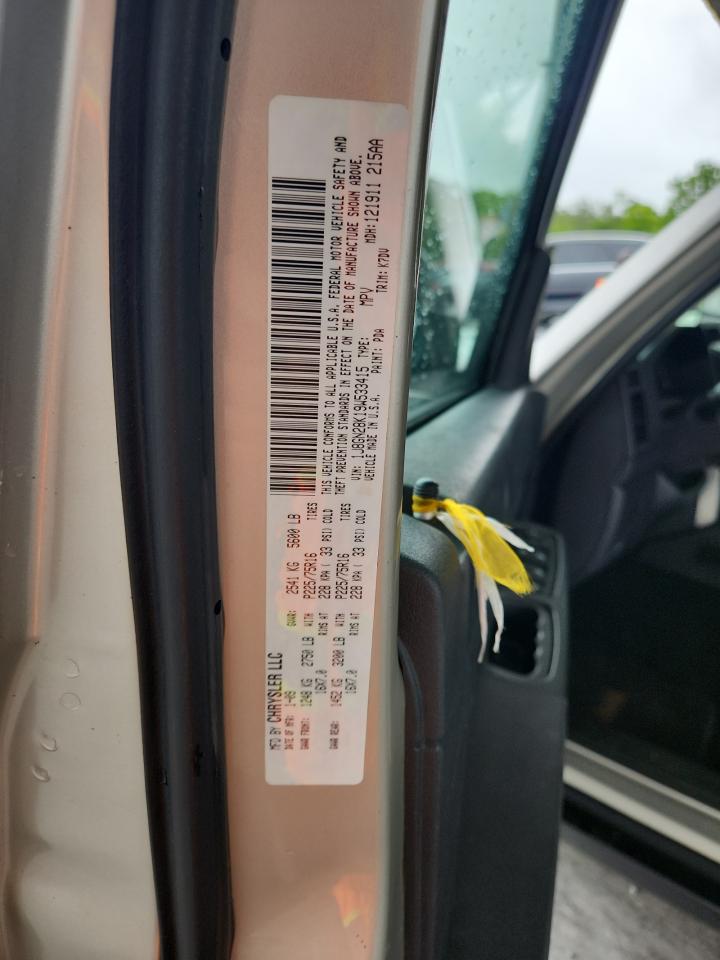 MFD BY CHRYSLER LLC
DATE OF MFR: 1-09 GVWR: 2541 KG 5600 LB
GAWR FRONT: 1248 KG 2750 LB WITH P225/75R16 TIRES
16X7.0 RIMS AT 228 KPA ( 33 PSI) COLD
GAWR REAR: 1452 KG 3200 LB WITH P225/75R16 TIRES
16X7.0 RIMS AT 228 KPA ( 33 PSI) COLD
THIS VEHICLE CONFORMS TO ALL APPLICABLE U.S.A. FEDERAL MOTOR VEHICLE SAFETY AND
THEFT PREVENTION STANDARDS IN EFFECT ON THE DATE OF MANUFACTURE SHOWN ABOVE.
VIN: 1J8GN28K19W533415 TYPE: MPV MDH: 121911 215AA
VEHICLE MADE IN U.S.A. PAINT: PDA TRIM: K7DV